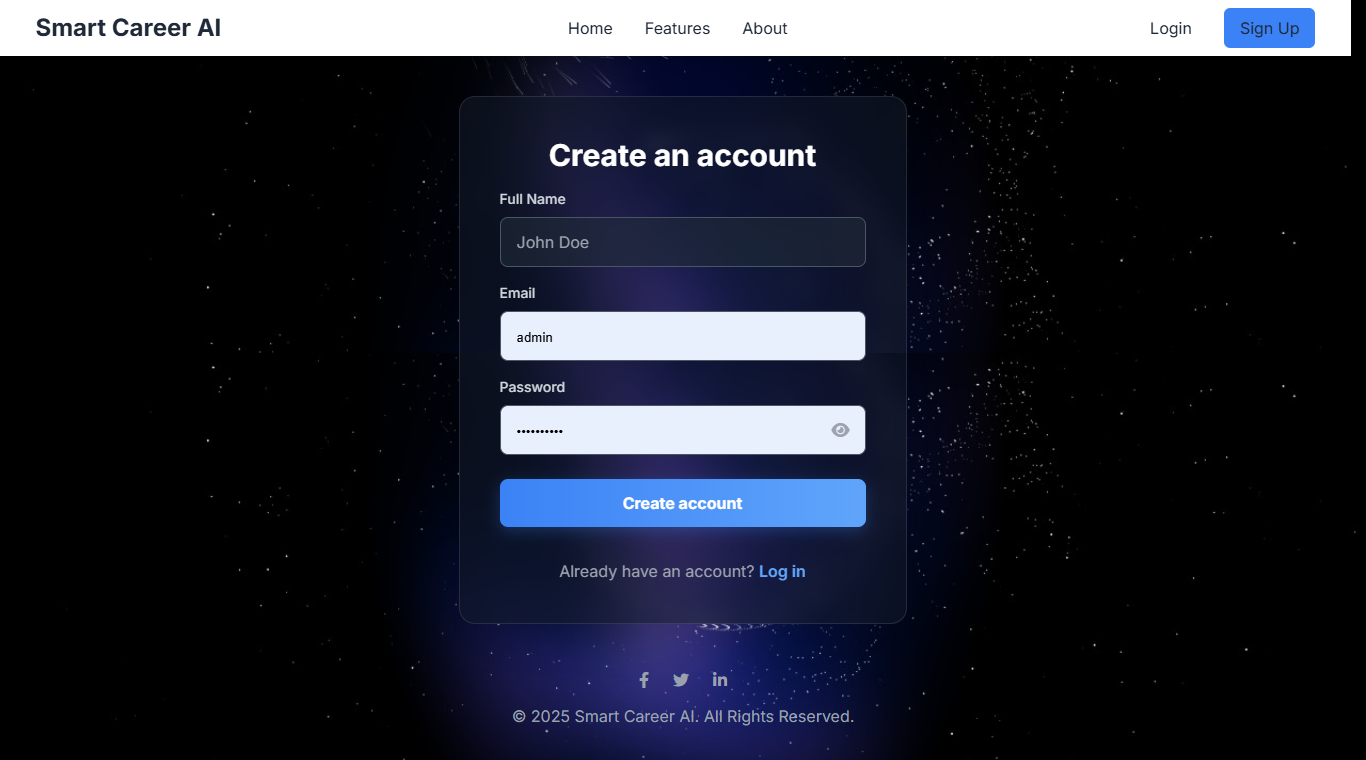 Smart Career AI
Home Features About
Login Sign Up
Create an account
Full Name
John Doe
Email
admin
Password
••••••••••
Create account
Already have an account? Log in
© 2025 Smart Career AI. All Rights Reserved.